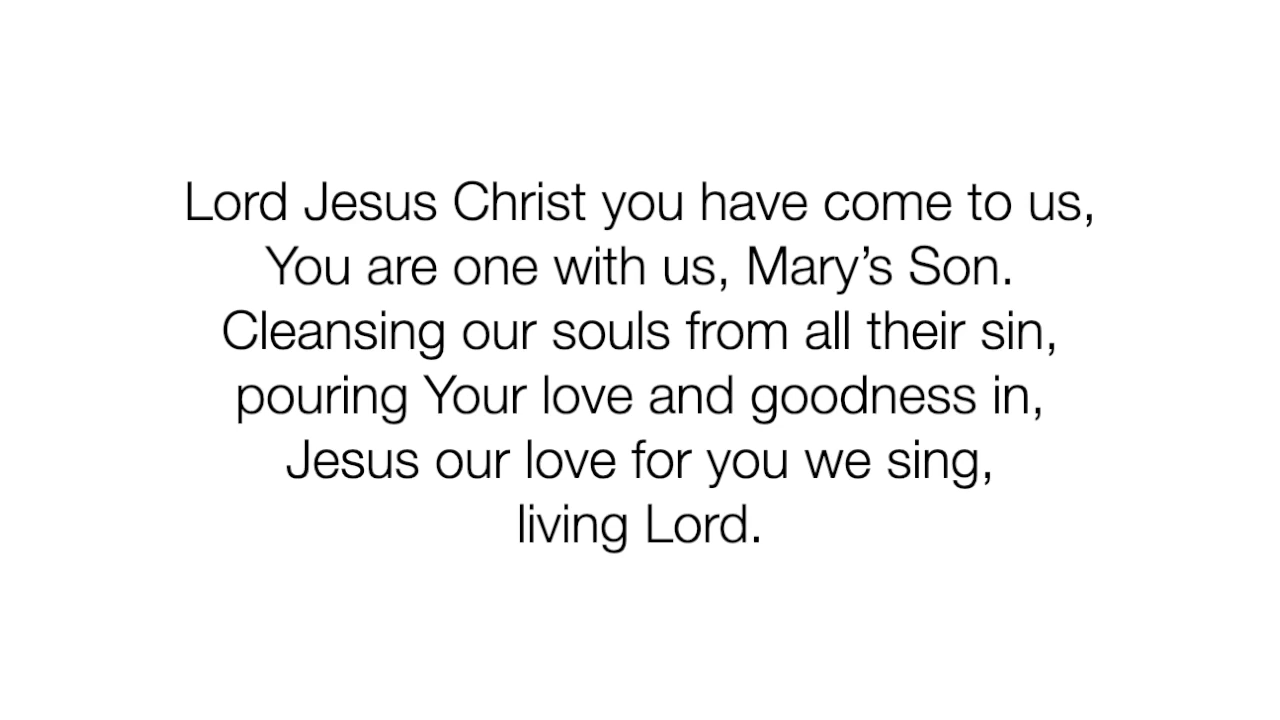 Lord Jesus Christ you have come to us,
You are one with us, Mary’s Son.
Cleansing our souls from all their sin,
pouring Your love and goodness in,
Jesus our love for you we sing,
living Lord.